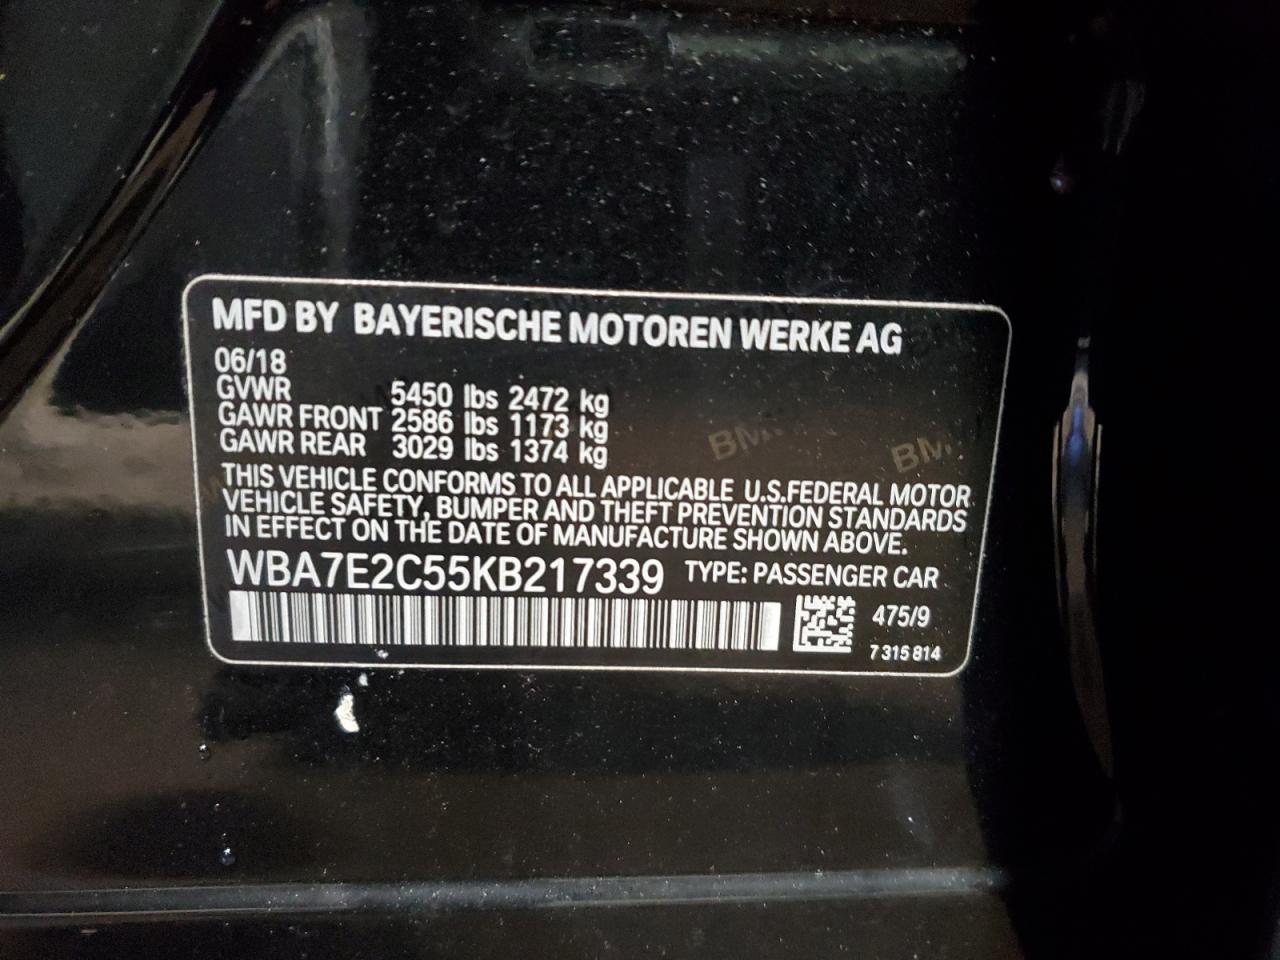 MFD BY BAYERISCHE MOTOREN WERKE AG
06/18
GVWR 5450 lbs 2472 kg
GAWR FRONT 2586 lbs 1173 kg
GAWR REAR 3029 lbs 1374 kg
THIS VEHICLE CONFORMS TO ALL APPLICABLE U.S.FEDERAL MOTOR
VEHICLE SAFETY, BUMPER AND THEFT PREVENTION STANDARDS
IN EFFECT ON THE DATE OF MANUFACTURE SHOWN ABOVE.
WBA7E2C55KB217339 TYPE: PASSENGER CAR
475/9
7 315 814